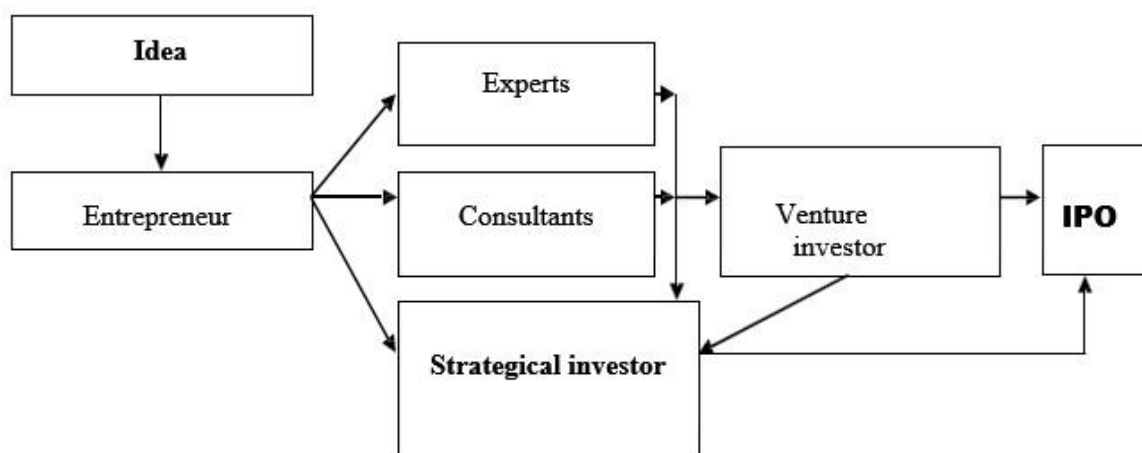 Idea
Experts
Entrepreneur
Consultants
Venture
investor
IPO
Strategical investor